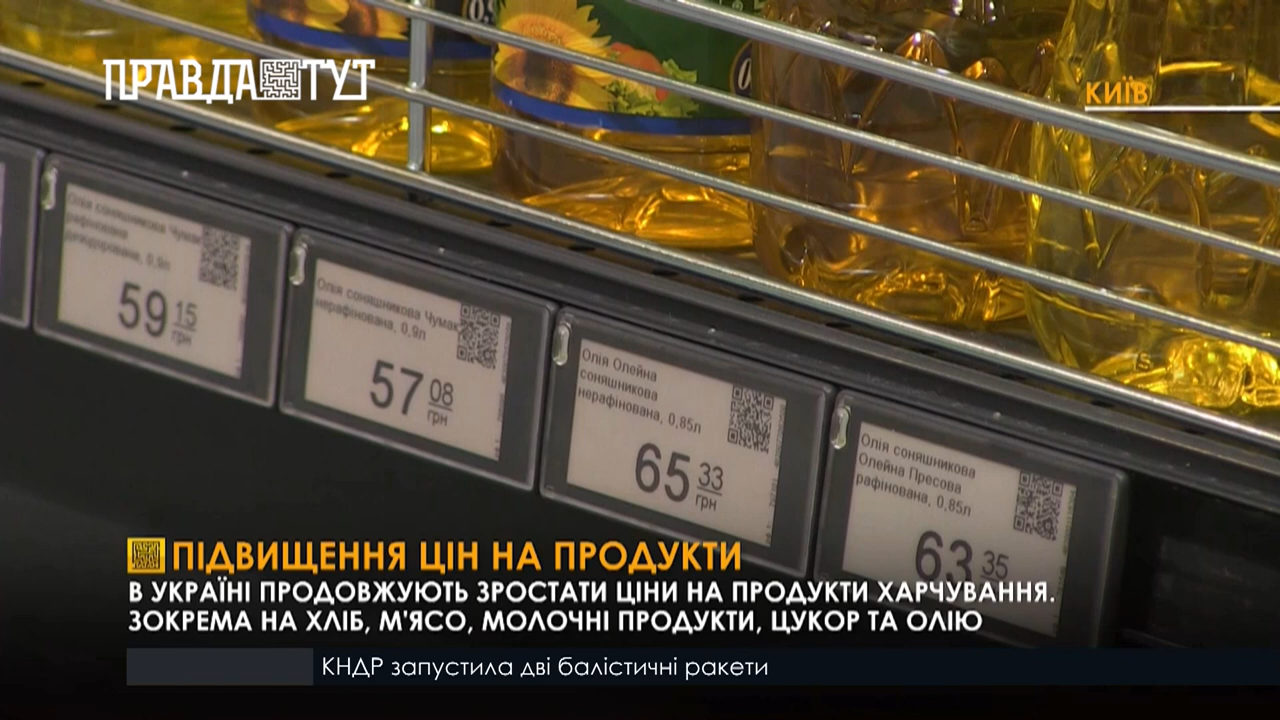 ПРАВДА ТУТ
КИЇВ
0,9
0,
Олія соняшникова Чумак
рафінована
дезодорована, 0,9л
59 15
грн
Олія соняшникова Чумак
нерафінована, 0,9л
57 08
грн
Олія Олейна
соняшникова
нерафінована, 0,85л
65 33
грн
Олія соняшникова
Олейна Пресова
рафінована, 0,85л
63 35
ПІДВИЩЕННЯ ЦІН НА ПРОДУКТИ
В УКРАЇНІ ПРОДОВЖУЮТЬ ЗРОСТАТИ ЦІНИ НА ПРОДУКТИ ХАРЧУВАННЯ.
ЗОКРЕМА НА ХЛІБ, М'ЯСО, МОЛОЧНІ ПРОДУКТИ, ЦУКОР ТА ОЛІЮ
КНДР запустила дві балістичні ракети